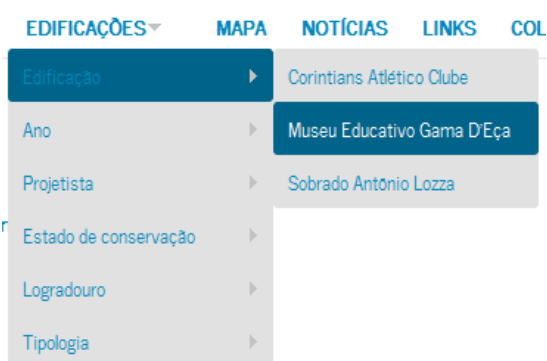 EDIFICAÇÕES MAPA NOTÍCIAS LINKS COL
Edificação
Corintians Atlético Clube
Ano
Museu Educativo Gama D'Eça
Projetista
Sobrado Antônio Lozza
Estado de conservação
Logradouro
Tipologia